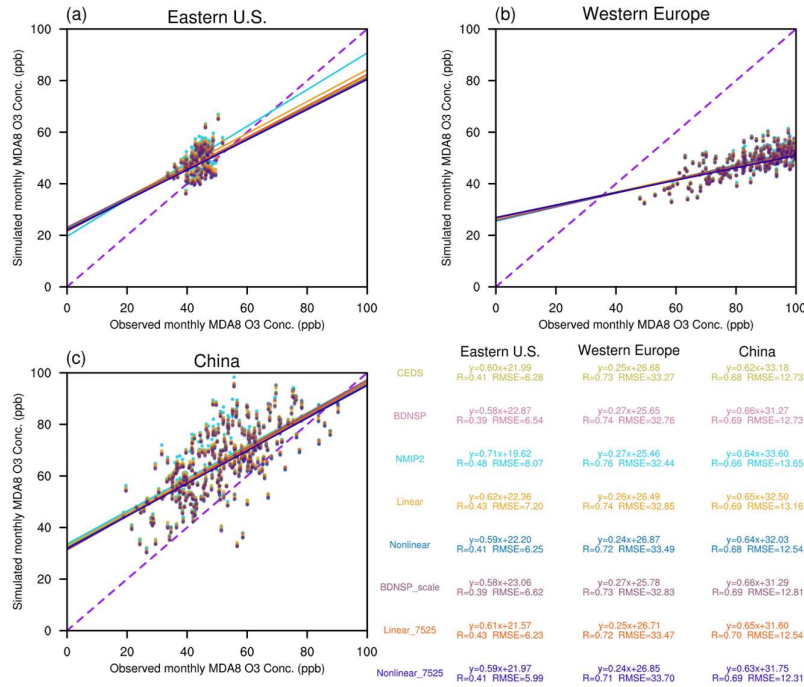 (a) Eastern U.S.
100
80
60
40
20
0
Simulated monthly MDA8 O3 Conc. (ppb)
0 20 40 60 80 100
Observed monthly MDA8 O3 Conc. (ppb)
(b) Western Europe
100
80
60
40
20
0
Simulated monthly MDA8 O3 Conc. (ppb)
0 20 40 60 80 100
Observed monthly MDA8 O3 Conc. (ppb)
(c) China
100
80
60
40
20
0
Simulated monthly MDA8 O3 Conc. (ppb)
0 20 40 60 80 100
Observed monthly MDA8 O3 Conc. (ppb)
Eastern U.S. Western Europe China
CEDS y=0.60x+21.99 y=0.25x+26.68 y=0.62x+33.18
R=0.41 RMSE=6.28 R=0.73 RMSE=33.27 R=0.68 RMSE=12.73
BDNSP y=0.58x+22.87 y=0.27x+25.65 y=0.66x+31.27
R=0.39 RMSE=6.54 R=0.74 RMSE=32.76 R=0.69 RMSE=12.73
NMIP2 y=0.71x+19.62 y=0.27x+25.46 y=0.64x+33.60
R=0.48 RMSE=8.07 R=0.76 RMSE=32.44 R=0.66 RMSE=13.65
Linear y=0.62x+22.36 y=0.26x+26.49 y=0.65x+32.50
R=0.43 RMSE=7.20 R=0.74 RMSE=32.85 R=0.69 RMSE=13.16
Nonlinear y=0.59x+22.20 y=0.24x+26.87 y=0.64x+32.03
R=0.41 RMSE=6.25 R=0.72 RMSE=33.49 R=0.68 RMSE=12.54
BDNSP_scale y=0.58x+23.06 y=0.27x+25.78 y=0.66x+31.29
R=0.39 RMSE=6.62 R=0.73 RMSE=32.83 R=0.69 RMSE=12.81
Linear_7525 y=0.61x+21.57 y=0.25x+26.71 y=0.65x+31.60
R=0.43 RMSE=6.23 R=0.72 RMSE=33.47 R=0.70 RMSE=12.54
Nonlinear_7525 y=0.59x+21.97 y=0.24x+26.85 y=0.63x+31.75
R=0.41 RMSE=5.99 R=0.71 RMSE=33.70 R=0.69 RMSE=12.31